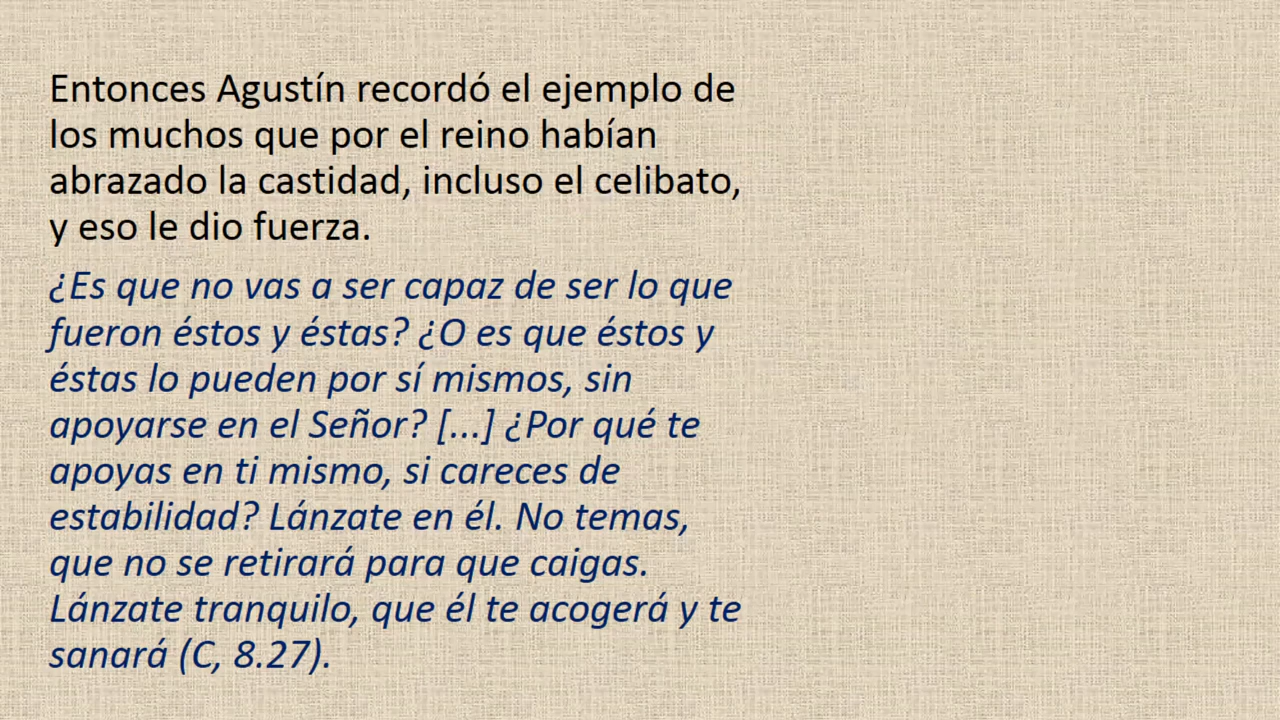 Entonces Agustín recordó el ejemplo de
los muchos que por el reino habían
abrazado la castidad, incluso el celibato,
y eso le dio fuerza.
¿Es que no vas a ser capaz de ser lo que
fueron éstos y éstas? ¿O es que éstos y
éstas lo pueden por sí mismos, sin
apoyarse en el Señor? [...] ¿Por qué te
apoyas en ti mismo, si careces de
estabilidad? Lánzate en él. No temas,
que no se retirará para que caigas.
Lánzate tranquilo, que él te acogerá y te
sanará (C, 8.27).